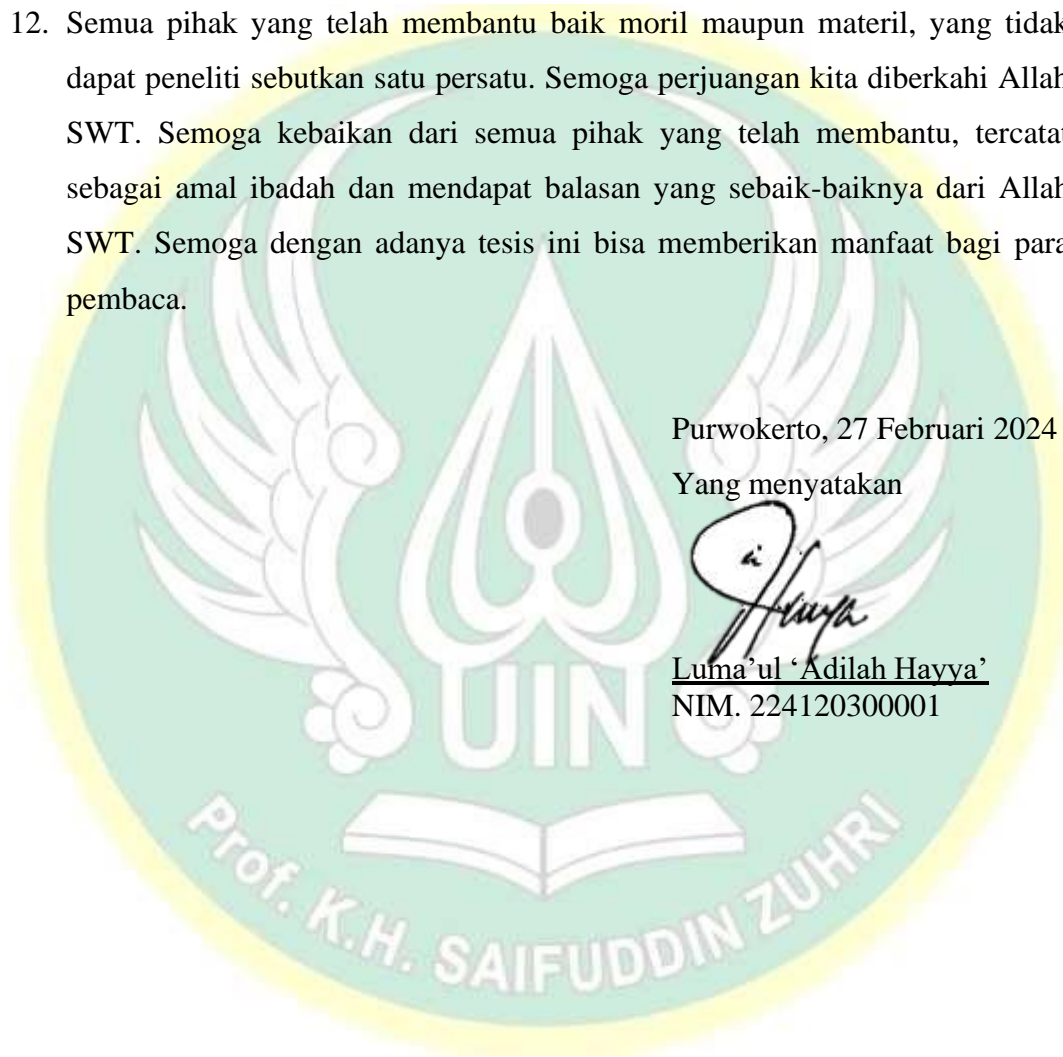 12. Semua pihak yang telah membantu baik moril maupun materil, yang tidak
dapat peneliti sebutkan satu persatu. Semoga perjuangan kita diberkahi Allah
SWT. Semoga kebaikan dari semua pihak yang telah membantu, tercatat
sebagai amal ibadah dan mendapat balasan yang sebaik-baiknya dari Allah
SWT. Semoga dengan adanya tesis ini bisa memberikan manfaat bagi para
pembaca.
Purwokerto, 27 Februari 2024
Yang menyatakan
Luma’ul ‘Adilah Hayya’
NIM. 224120300001
UIN
Prof. K.H. SAIFUDDIN ZUHRI